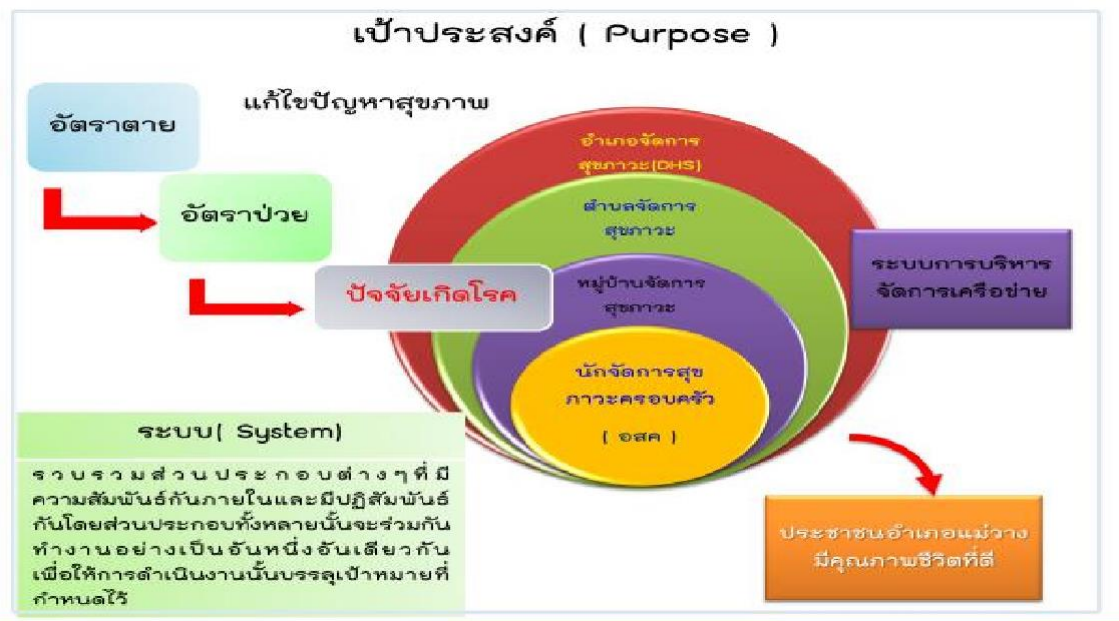 เป้าประสงค์ ( Purpose )
แก้ไขปัญหาสุขภาพ
อัตราตาย
อัตราป่วย
ปัจจัยเกิดโรค
อำเภอจัดการ
สุขภาวะ(DHS)
ตำบลจัดการ
สุขภาวะ
หมู่บ้านจัดการ
สุขภาวะ
นักจัดการสุข
ภาวะครอบครัว
( อสค )
ระบบการบริหาร
จัดการเครือข่าย
ระบบ( System)
รวบรวมส่วนประกอบต่างๆที่มี
ความสัมพันธ์กันภายในและมีปฏิสัมพันธ์
กันโดยส่วนประกอบทั้งหลายนั้นจะร่วมกัน
ทำงานอย่างเป็นอันหนึ่งอันเดียวกัน
เพื่อให้การดำเนินงานนั้นบรรลุเป้าหมายที่
กำหนดไว้
ประชาชนอำเภอแม่วาง
มีคุณภาพชีวิตที่ดี